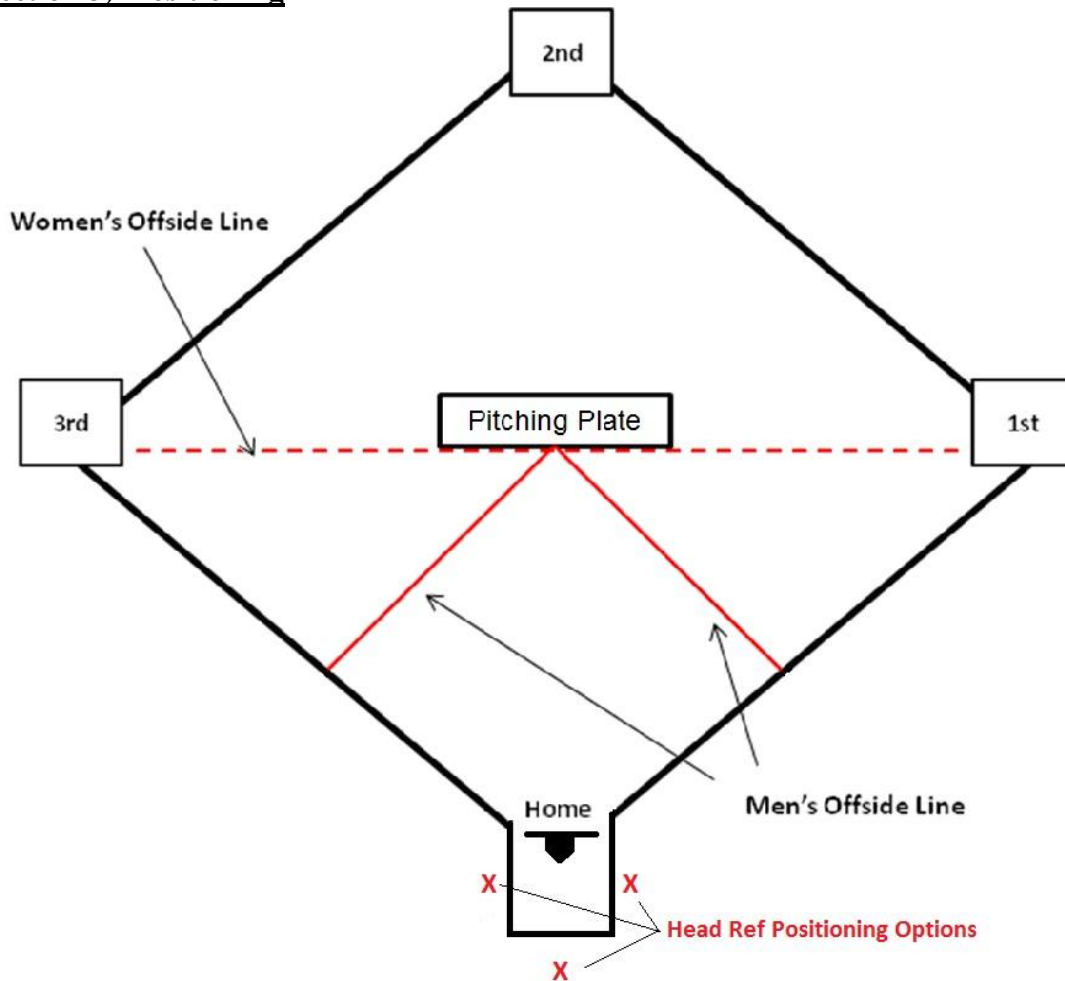 2nd
Women's Offside Line
3rd
Pitching Plate
1st
Home
Men's Offside Line
X
X
Head Ref Positioning Options
X